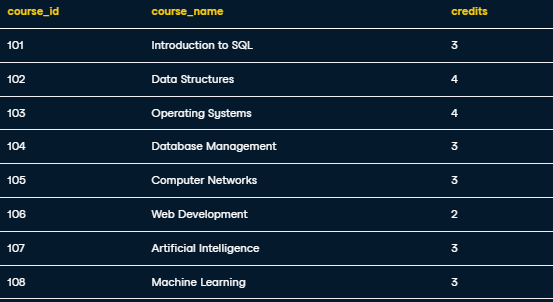 course_id course_name credits
101 Introduction to SQL 3
102 Data Structures 4
103 Operating Systems 4
104 Database Management 3
105 Computer Networks 3
106 Web Development 2
107 Artificial Intelligence 3
108 Machine Learning 3